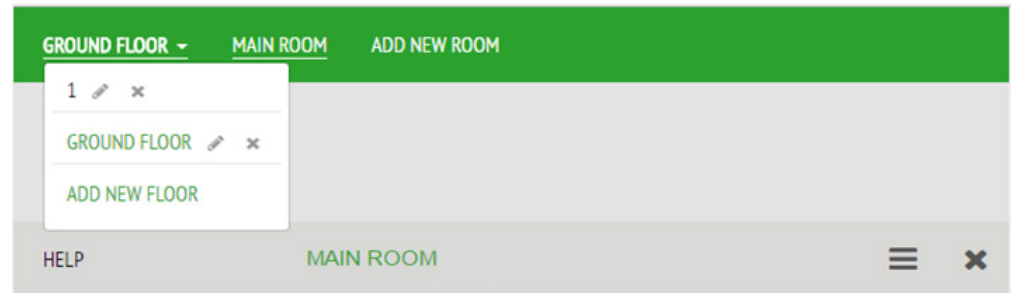 GROUND FLOOR MAIN ROOM ADD NEW ROOM
1
GROUND FLOOR
ADD NEW FLOOR
HELP MAIN ROOM